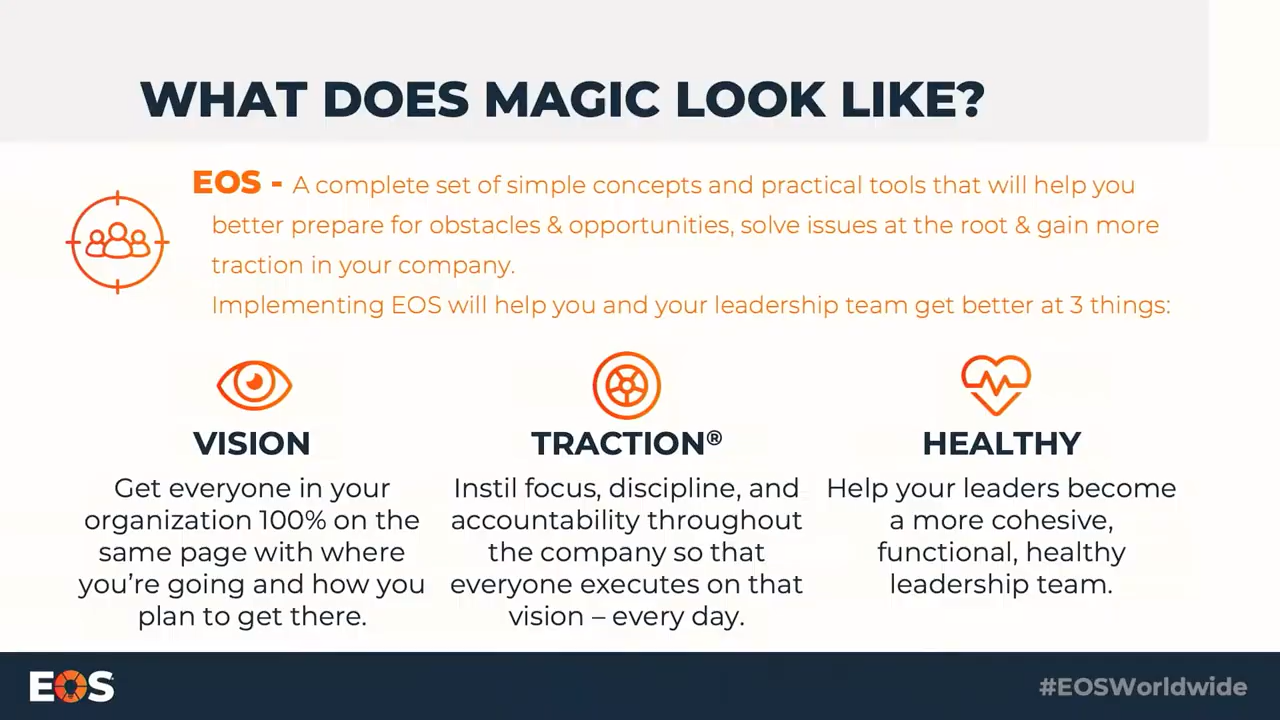 WHAT DOES MAGIC LOOK LIKE?
EOS - A complete set of simple concepts and practical tools that will help you
better prepare for obstacles & opportunities, solve issues at the root & gain more
traction in your company.
Implementing EOS will help you and your leadership team get better at 3 things:
VISION
Get everyone in your
organization 100% on the
same page with where
you're going and how you
plan to get there.
TRACTION®
Instil focus, discipline, and
accountability throughout
the company so that
everyone executes on that
vision – every day.
HEALTHY
Help your leaders become
a more cohesive,
functional, healthy
leadership team.
EOS
#EOSWorldwide